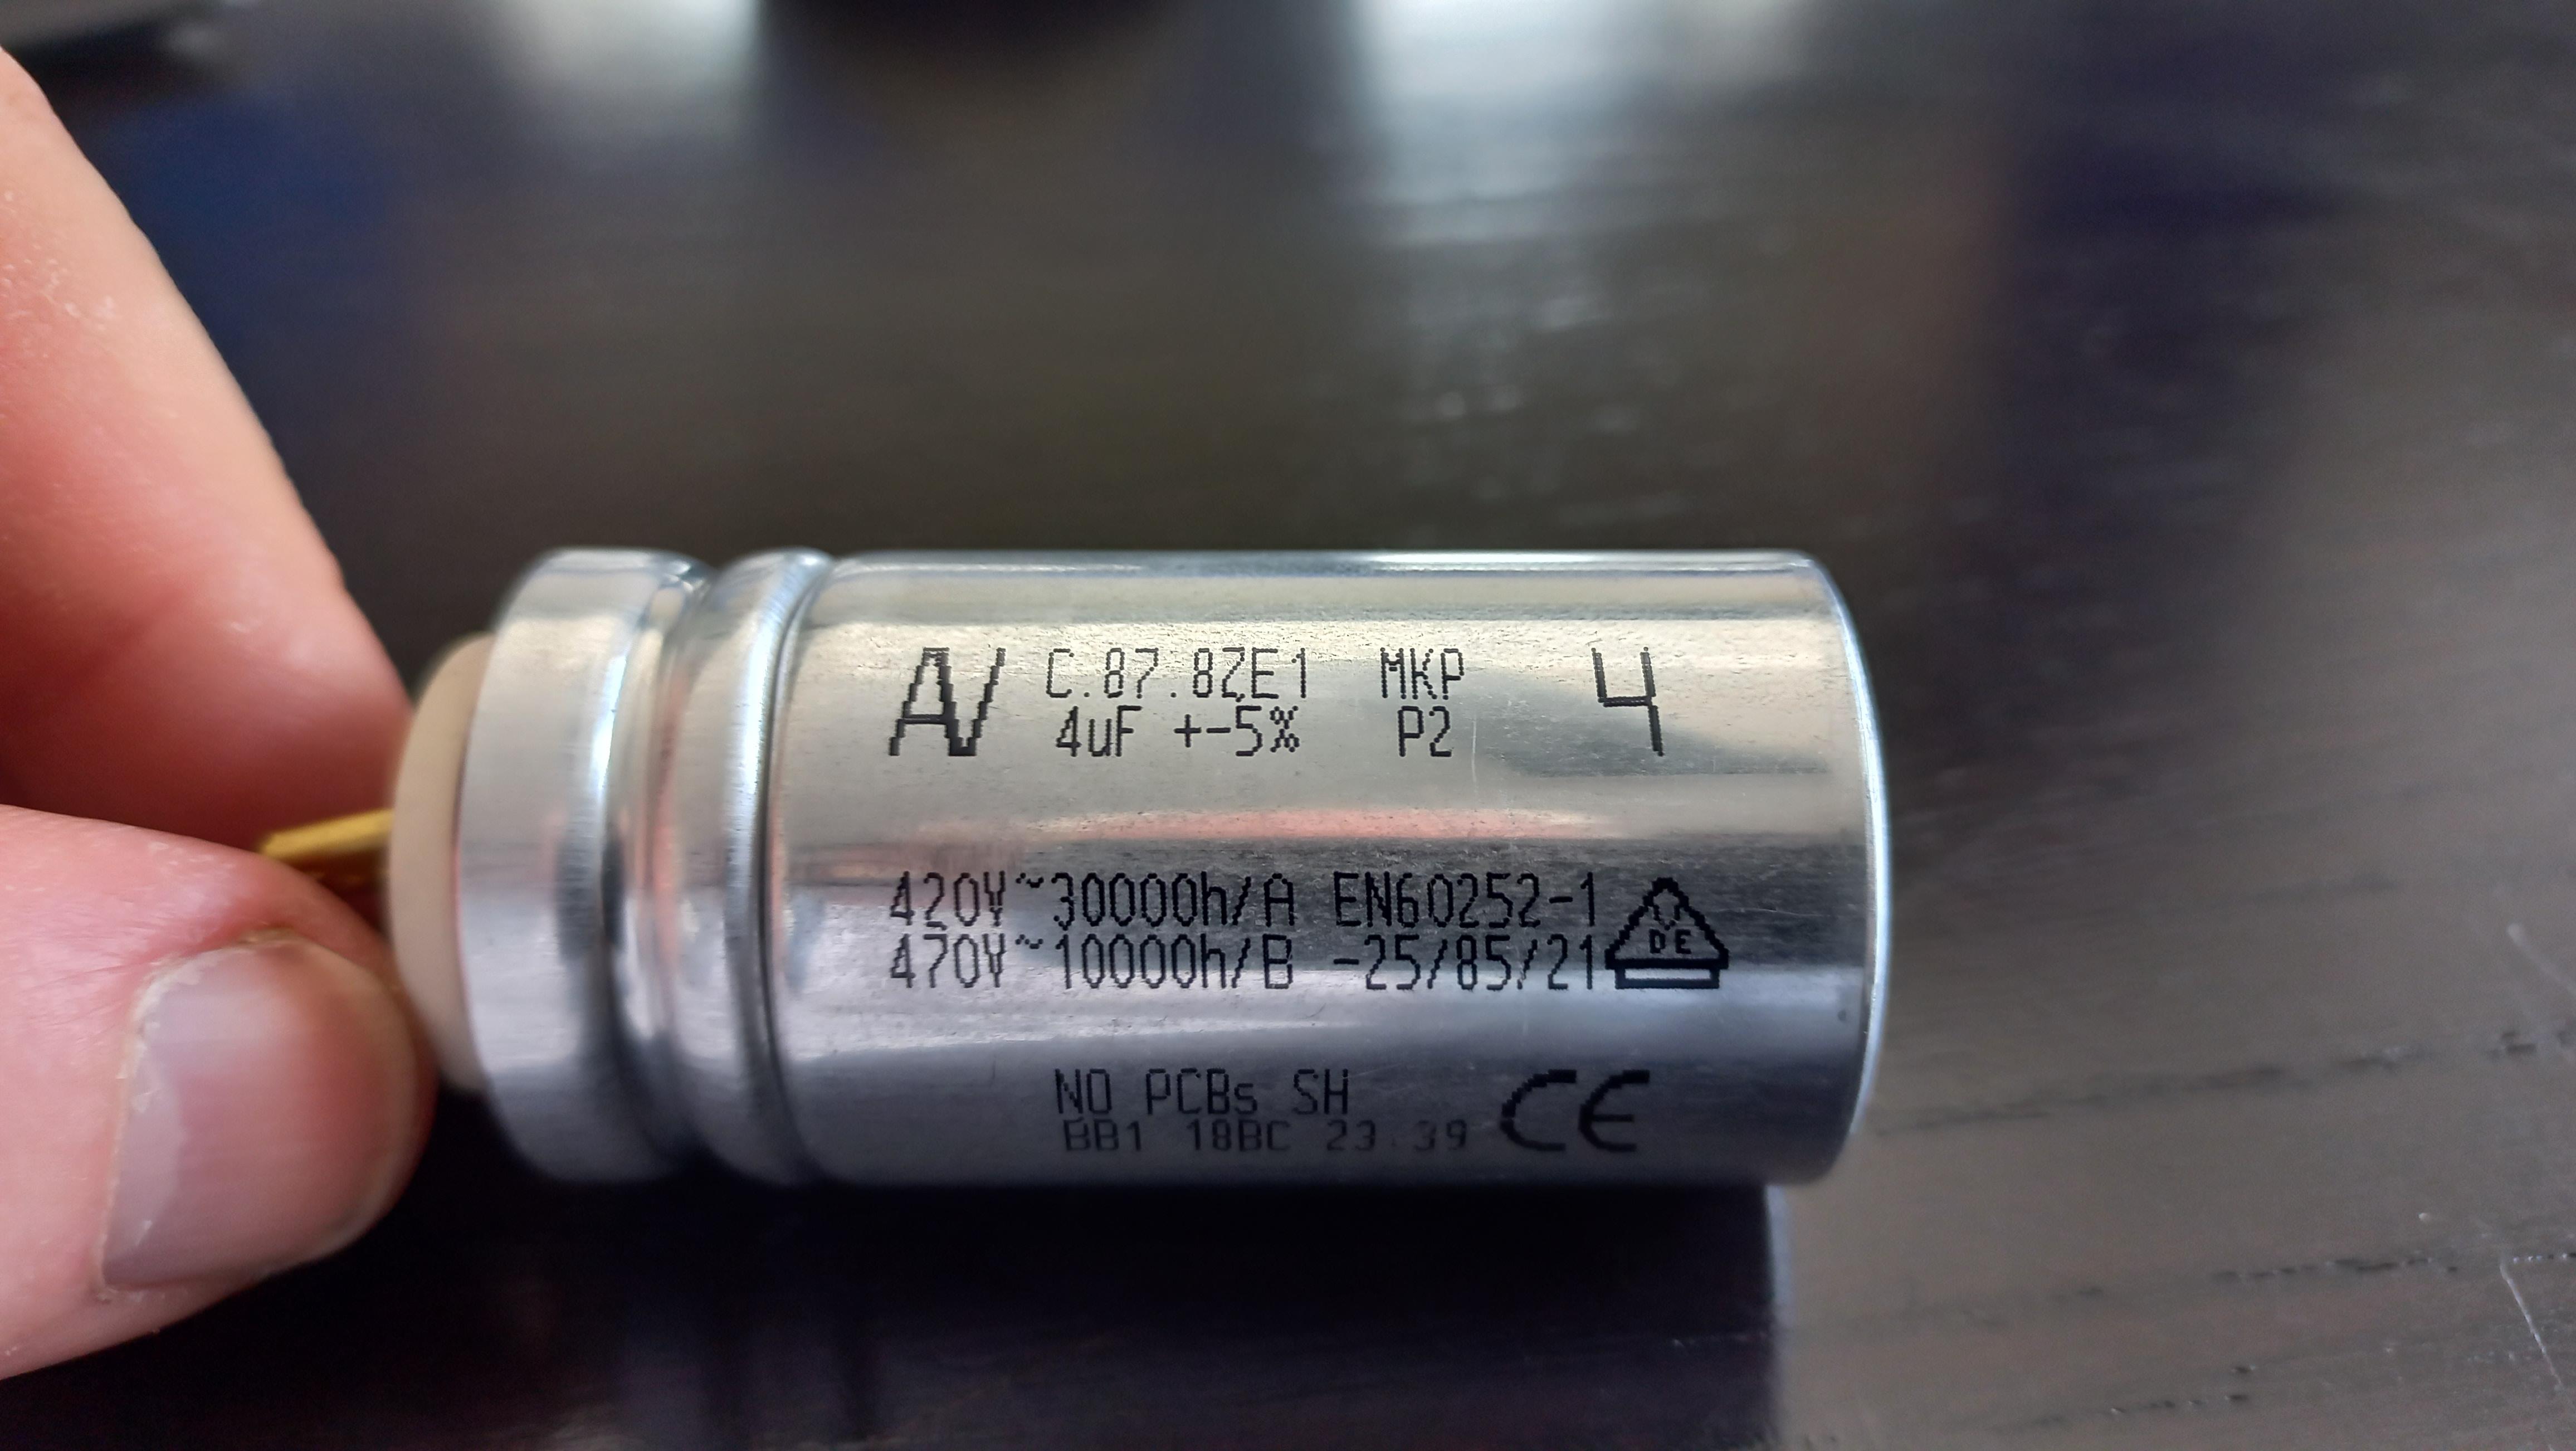 AV C.87.8ZE1 MKP 4
4uF +-5% P2
420V~30000h/A EN60252-1
470V~10000h/B -25/85/21
DE
NO PCBs SH
BB1 18BC 23.39 CE